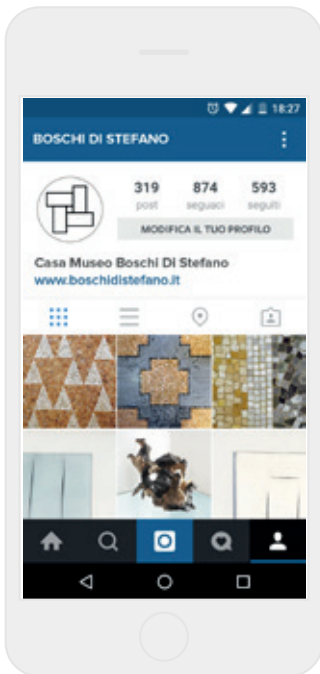 18:27
BOSCHI DI STEFANO
319 874 593
post seguaci seguiti
MODIFICA IL TUO PROFILO
Casa Museo Boschi Di Stefano
www.boschidistefano.it